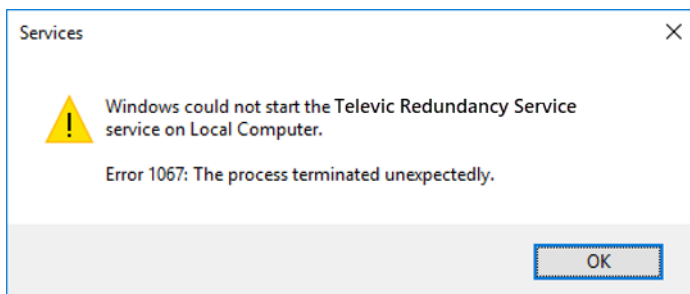 Services
Windows could not start the Televic Redundancy Service
service on Local Computer.
Error 1067: The process terminated unexpectedly.
OK